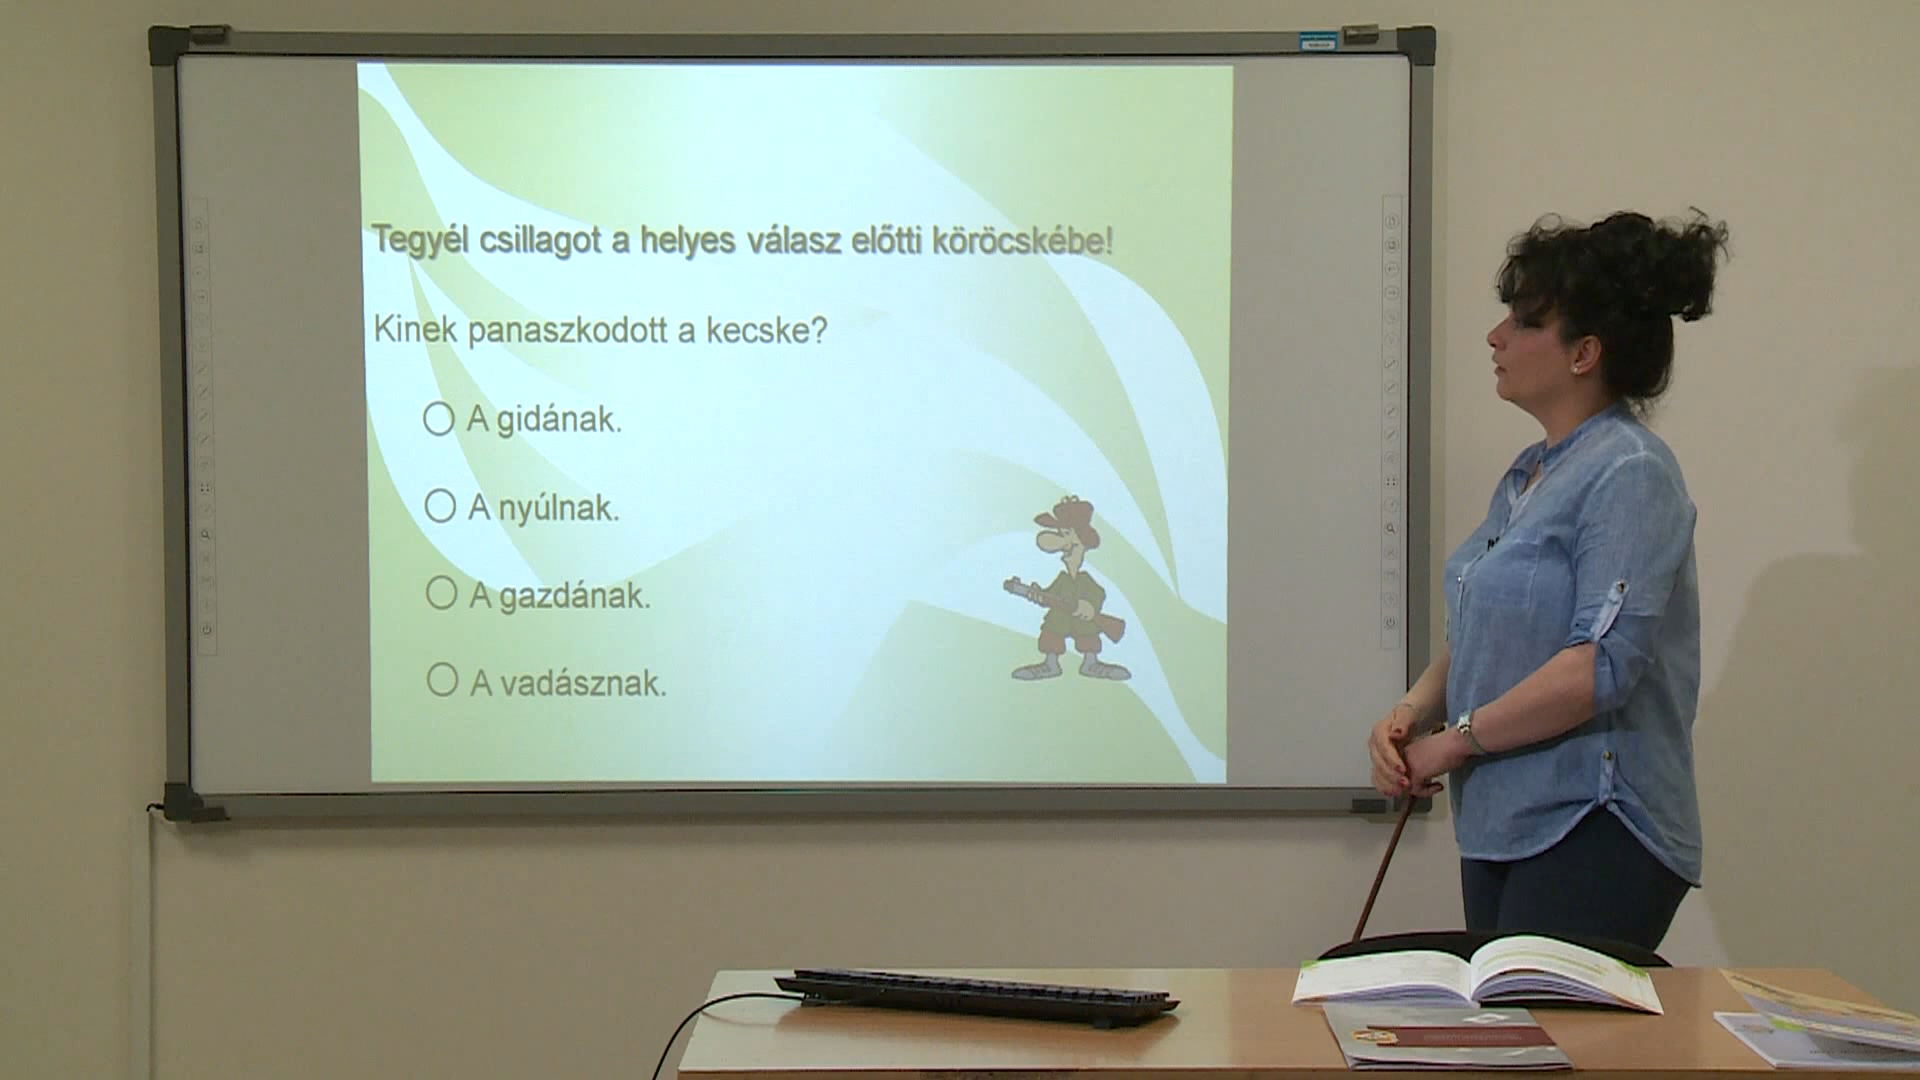 Tegyél csillagot a helyes válasz előtti köröcskébe!
Kinek panaszkodott a kecske?
A gidának.
A nyúlnak.
A gazdának.
A vadásznak.